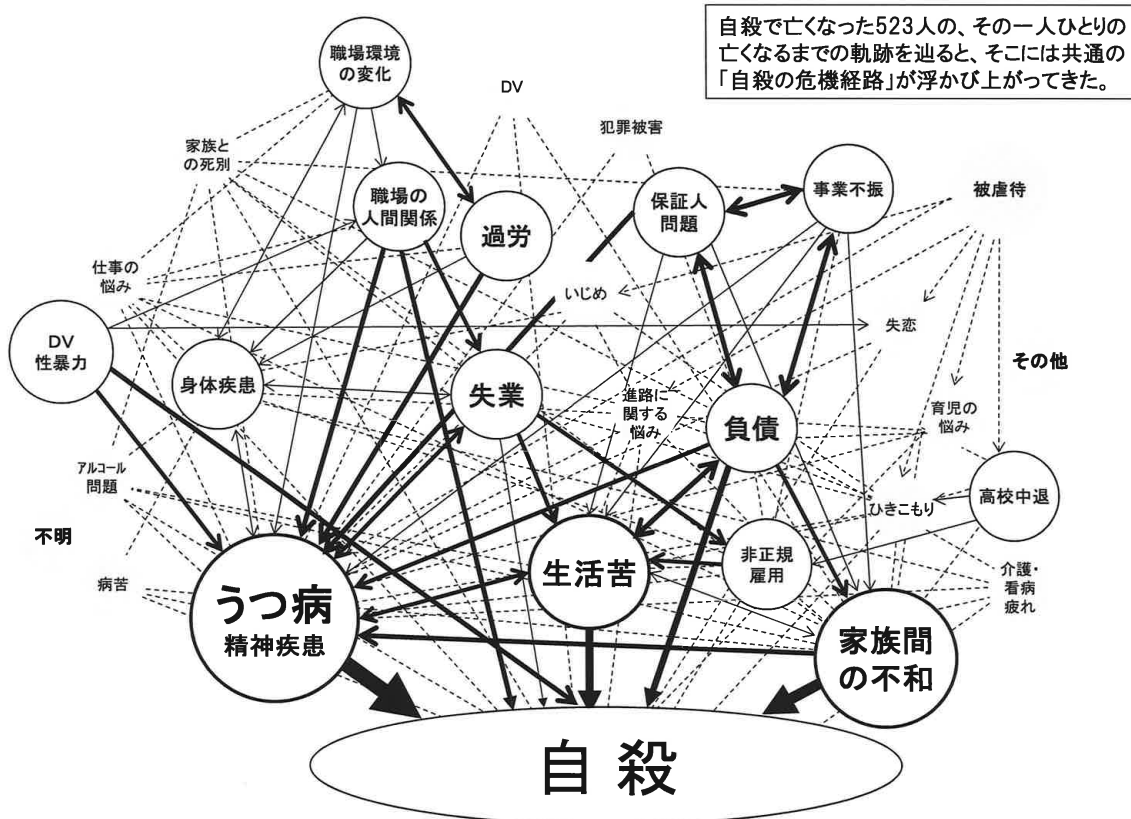 自殺で亡くなった523人の、その一人ひとりの
亡くなるまでの軌跡を辿ると、そこには共通の
「自殺の危機経路」が浮かび上がってきた。
職場環境
の変化
DV
犯罪被害
家族と
の死別
職場の
人間関係
過労
保証人
問題
事業不振
被虐待
仕事の
悩み
いじめ
失恋
DV
性暴力
身体疾患
失業
進路に
関する
悩み
負債
その他
育児の
悩み
アルコール
問題
ひきこもり
高校中退
不明
病苦
うつ病
精神疾患
生活苦
非正規
雇用
介護・
看病
疲れ
家族間
の不和
自殺